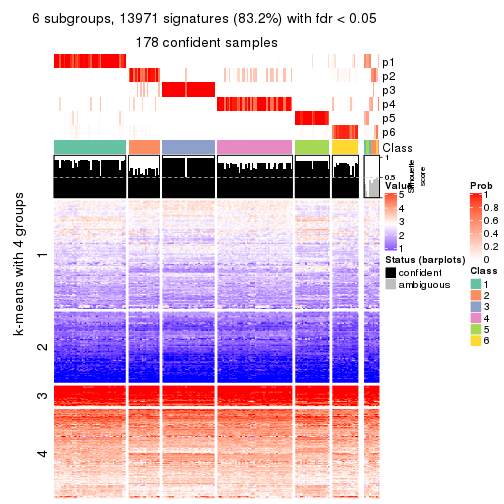 6 subgroups, 13971 signatures (83.2%) with fdr < 0.05
178 confident samples
p1
p2
p3
p4
p5
p6
Class
1
0.5
0
Silhouette
score
k-means with 4 groups
1
2
3
4
Value
5
4
3
2
1
Status (barplots)
confident
ambiguous
Prob
1
0.8
0.6
0.4
0.2
0
Class
1
2
3
4
5
6